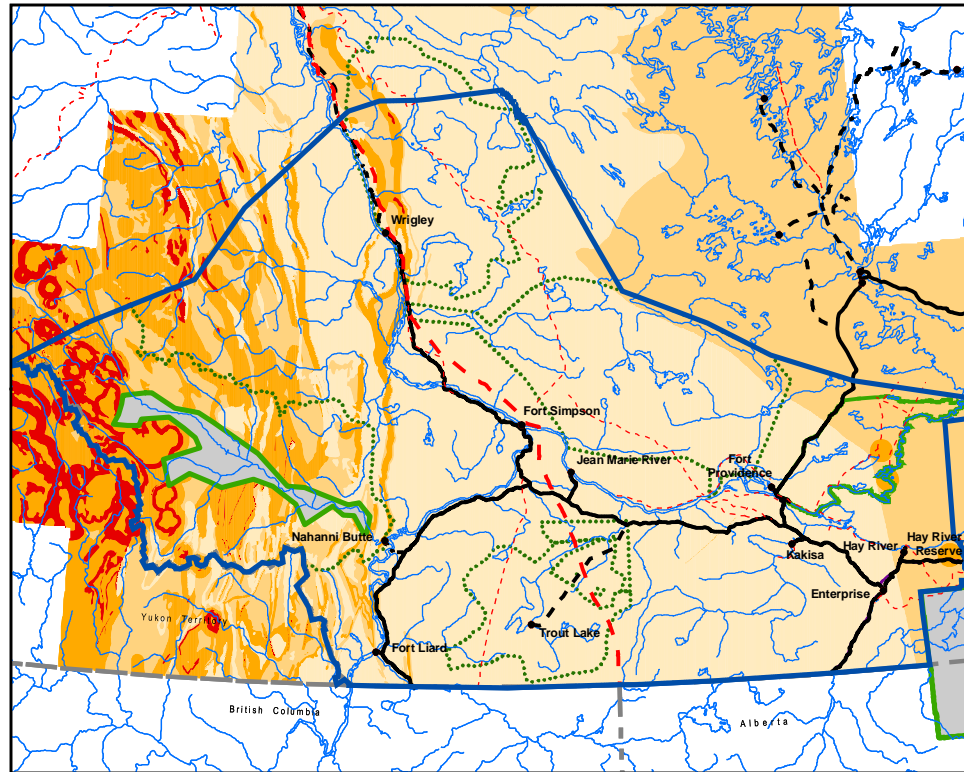 Wrigley
Fort Simpson
Jean Marie River
Fort
Providence
Nahanni Butte
Kakisa
Hay River
Hay River
Reserve
Enterprise
Yukon Territory
Trout Lake
Fort Liard
British Columbia
Alberta